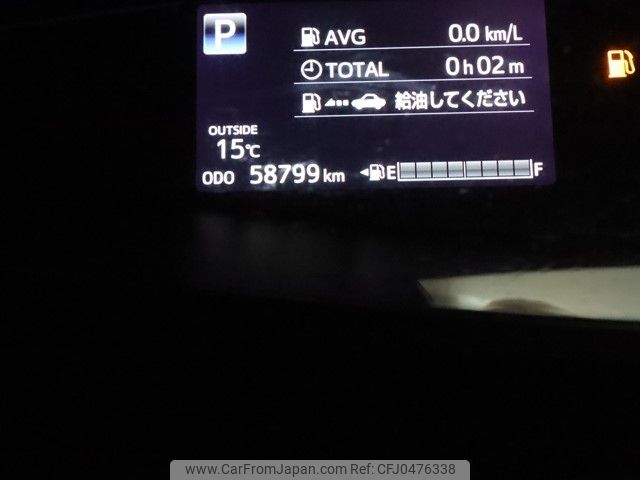 P
AVG 0.0 km/L
TOTAL 0h02m
給油してください
OUTSIDE
15℃
ODO 58799 km E F
www.CarFromJapan.com Ref:CFJ0476338